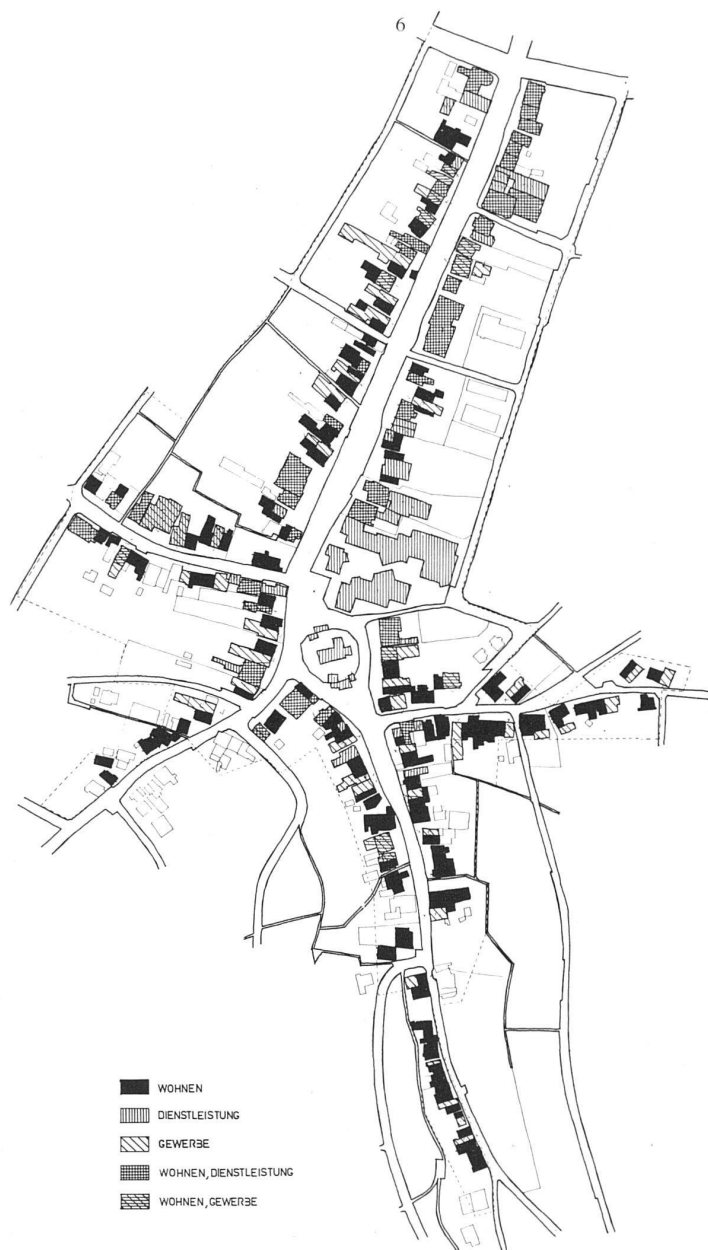 6
WOHNEN
DIENSTLEISTUNG
GEWERBE
WOHNEN, DIENSTLEISTUNG
WOHNEN, GEWERBE